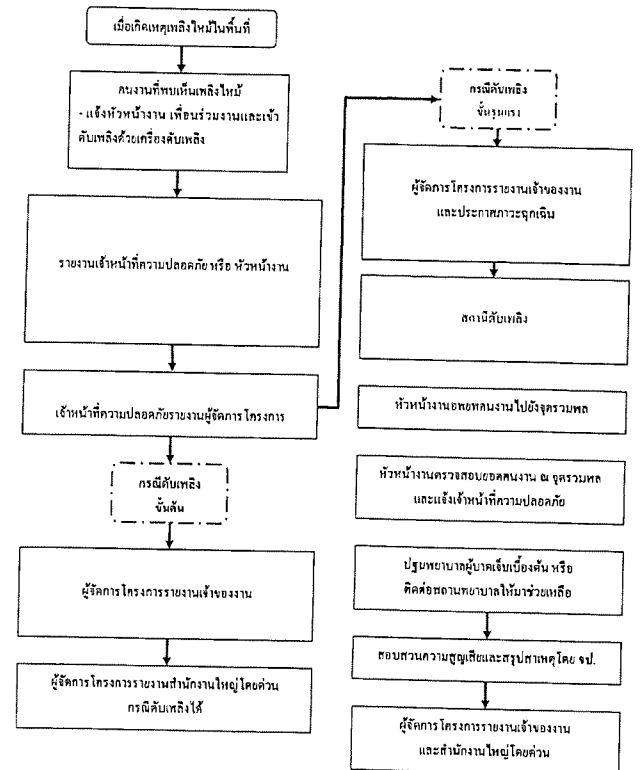 เมื่อเกิดเหตุเพลิงไหม้ในพื้นที่
คนงานที่พบเห็นเพลิงไหม้
- แจ้งหัวหน้างาน เพื่อนร่วมงานและเข้า
ดับเพลิงด้วยเครื่องดับเพลิง
รายงานเจ้าหน้าที่ความปลอดภัย หรือ หัวหน้างาน
เจ้าหน้าที่ความปลอดภัยรายงานผู้จัดการโครงการ
กรณีดับเพลิง
ขั้นต้น
ผู้จัดการโครงการรายงานเจ้าของงาน
ผู้จัดการโครงการรายงานสำนักงานใหญ่โดยด่วน
กรณีดับเพลิงได้
กรณีดับเพลิง
ขั้นรุนแรง
ผู้จัดการโครงการรายงานเจ้าของงาน
และประกาศภาวะฉุกเฉิน
สถานีดับเพลิง
หัวหน้างานอพยพคนงานไปยังจุดรวมพล
หัวหน้างานตรวจสอบยอดคนงาน ณ จุดรวมพล
และแจ้งเจ้าหน้าที่ความปลอดภัย
ปฐมพยาบาลผู้บาดเจ็บเบื้องต้น หรือ
ติดต่อสถานพยาบาลให้มาช่วยเหลือ
สอบสวนความสูญเสียและสรุปสาเหตุโดย จป.
ผู้จัดการโครงการรายงานเจ้าของงาน
และสำนักงานใหญ่โดยด่วน